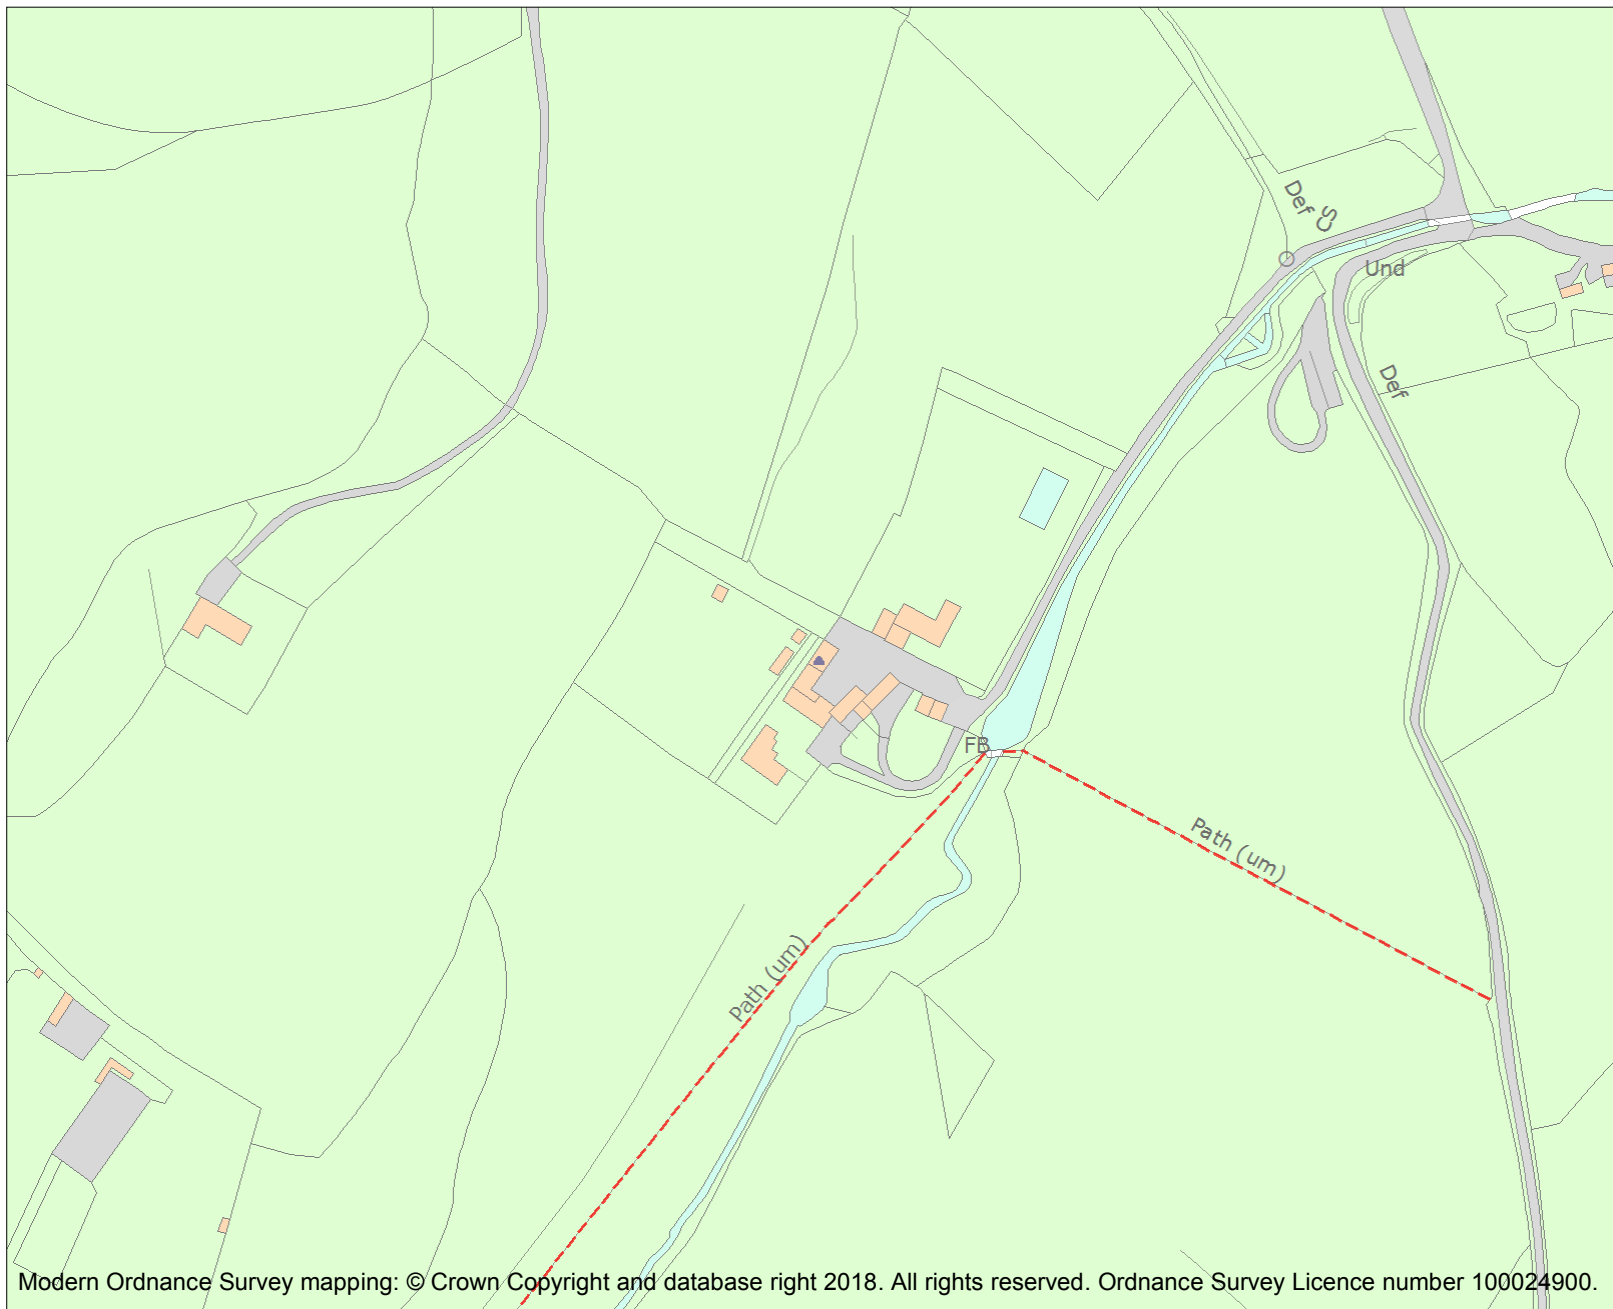 Def
CS
Und
Def
FB
Path (um)
Path (um)
Modern Ordnance Survey mapping: © Crown Copyright and database right 2018. All rights reserved. Ordnance Survey Licence number 100024900.